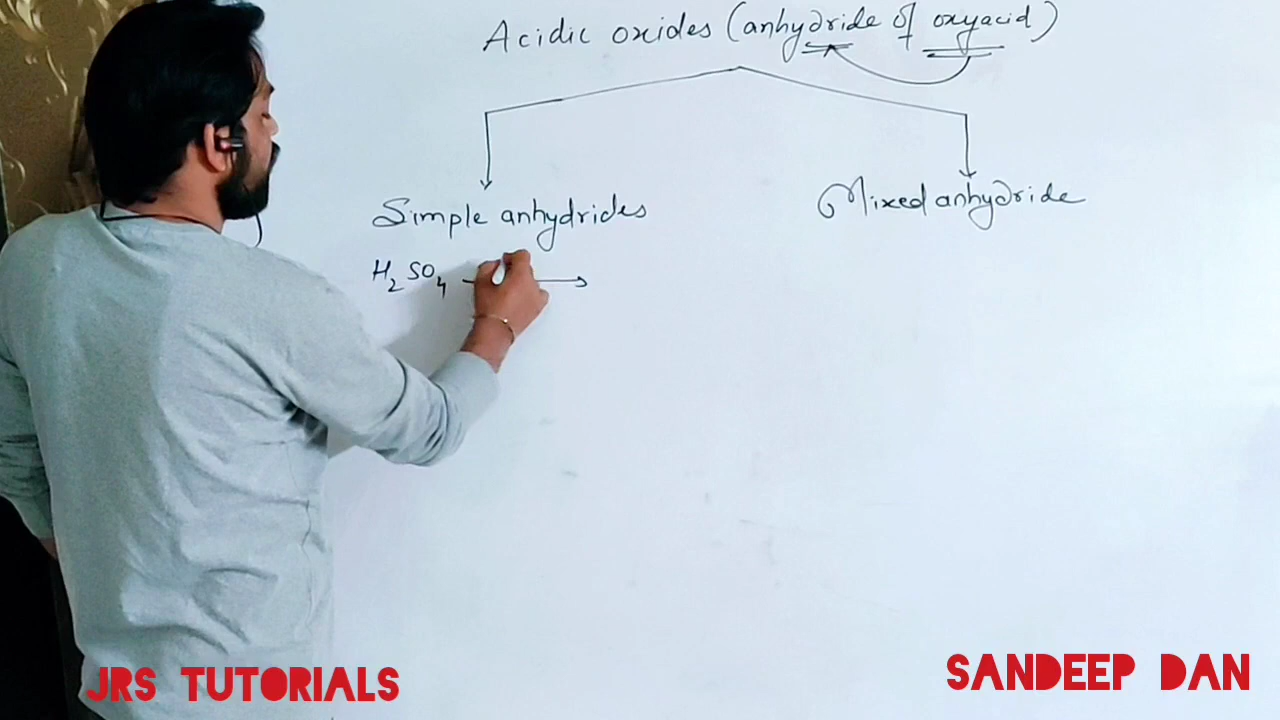 Acidic oxides (anhydride of oxyacid)
Simple anhydrides
Mixed anhydride
H₂SO₄ →
JRS TUTORIALS
SANDEEP DAN